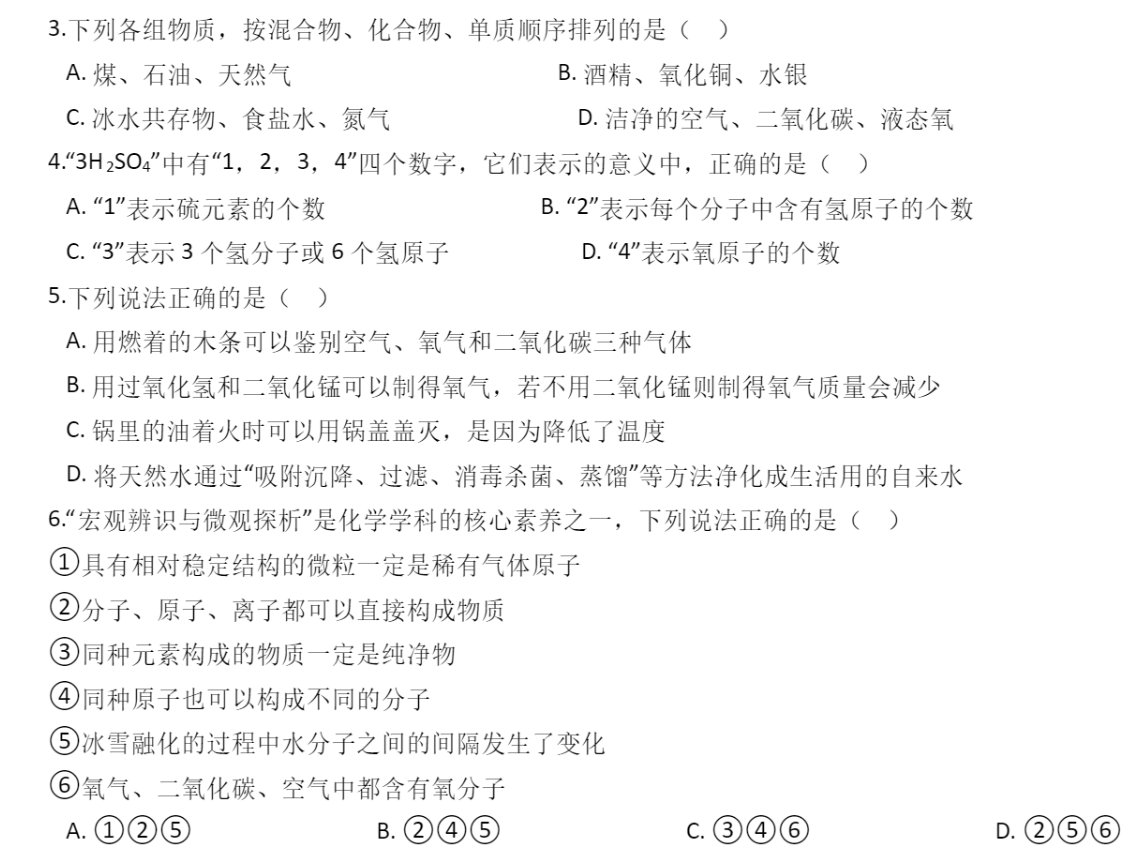 3.下列各组物质，按混合物、化合物、单质顺序排列的是（　）
A. 煤、石油、天然气　B. 酒精、氧化铜、水银
C. 冰水共存物、食盐水、氮气　D. 洁净的空气、二氧化碳、液态氧
4.“3H₂SO₄”中有“1，2，3，4”四个数字，它们表示的意义中，正确的是（　）
A. “1”表示硫元素的个数　B. “2”表示每个分子中含有氢原子的个数
C. “3”表示 3 个氢分子或 6 个氢原子　D. “4”表示氧原子的个数
5.下列说法正确的是（　）
A. 用燃着的木条可以鉴别空气、氧气和二氧化碳三种气体
B. 用过氧化氢和二氧化锰可以制得氧气，若不用二氧化锰则制得氧气质量会减少
C. 锅里的油着火时可以用锅盖盖灭，是因为降低了温度
D. 将天然水通过“吸附沉降、过滤、消毒杀菌、蒸馏”等方法净化成生活用的自来水
6.“宏观辨识与微观探析”是化学学科的核心素养之一，下列说法正确的是（　）
①具有相对稳定结构的微粒一定是稀有气体原子
②分子、原子、离子都可以直接构成物质
③同种元素构成的物质一定是纯净物
④同种原子也可以构成不同的分子
⑤冰雪融化的过程中水分子之间的间隔发生了变化
⑥氧气、二氧化碳、空气中都含有氧分子
A. ①②⑤　B. ②④⑤　C. ③④⑥　D. ②⑤⑥